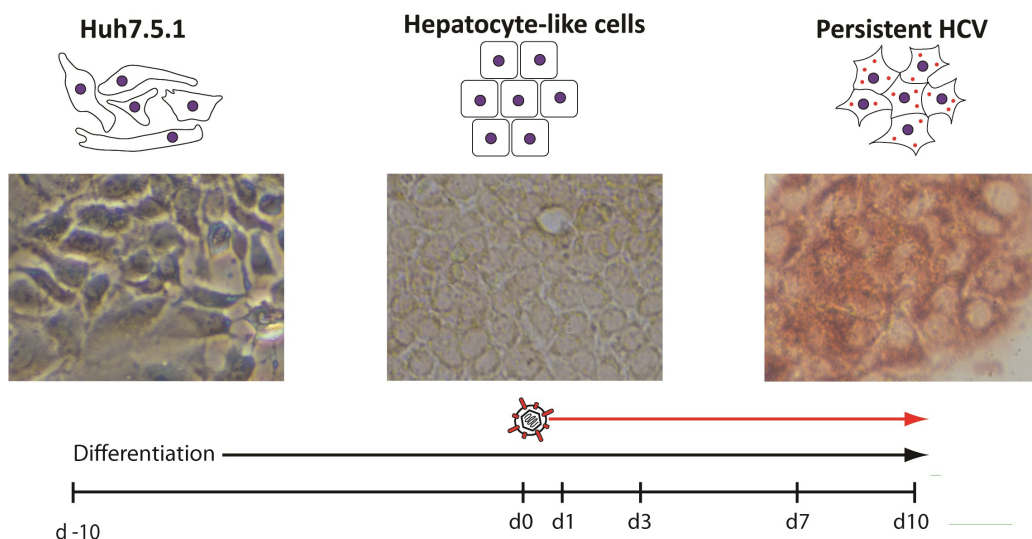 Huh7.5.1
Hepatocyte-like cells
Persistent HCV
Differentiation
d -10
d0
d1
d3
d7
d10